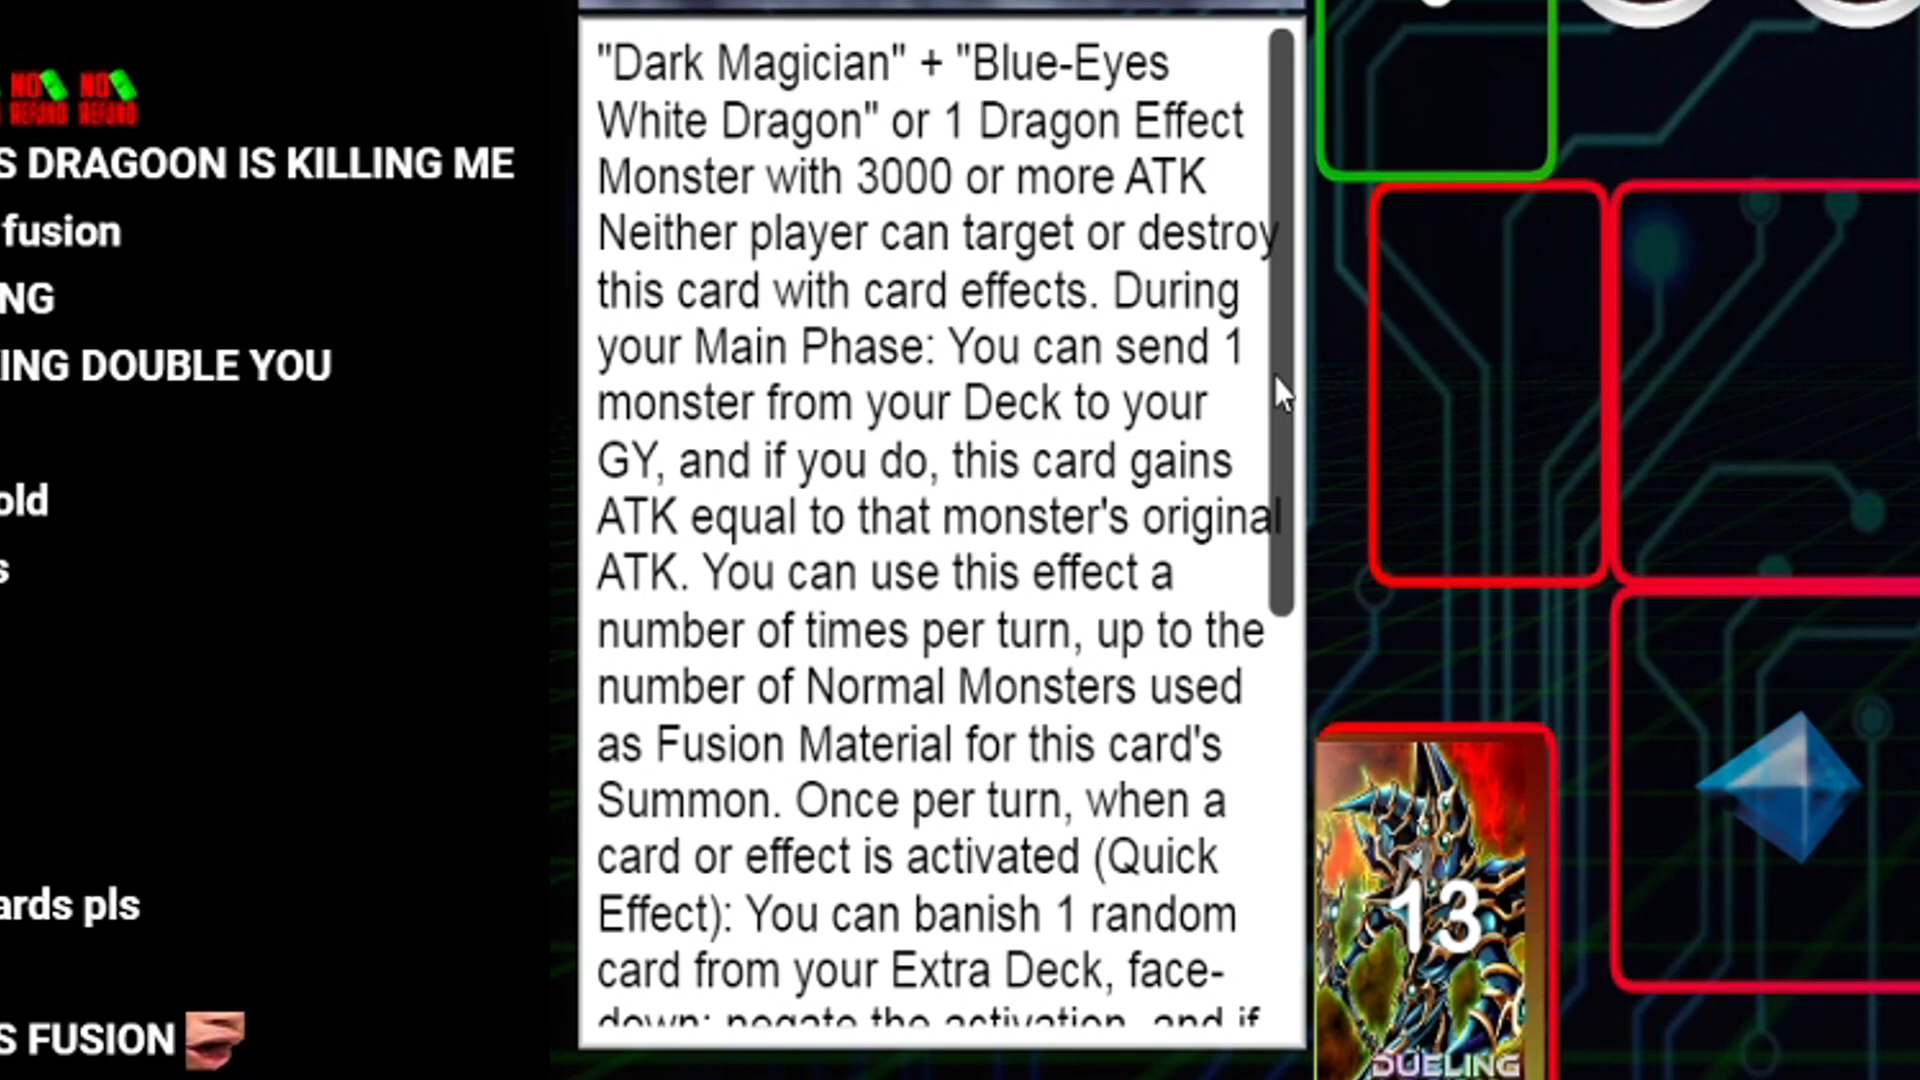 NO REFUND NO REFUND
S DRAGOON IS KILLING ME
fusion
NG
ING DOUBLE YOU
old
s
ards pls
S FUSION
"Dark Magician" + "Blue-Eyes
White Dragon" or 1 Dragon Effect
Monster with 3000 or more ATK
Neither player can target or destroy
this card with card effects. During
your Main Phase: You can send 1
monster from your Deck to your
GY, and if you do, this card gains
ATK equal to that monster's original
ATK. You can use this effect a
number of times per turn, up to the
number of Normal Monsters used
as Fusion Material for this card's
Summon. Once per turn, when a
card or effect is activated (Quick
Effect): You can banish 1 random
card from your Extra Deck, face-
down; negate the activation, and if
13
DUELING